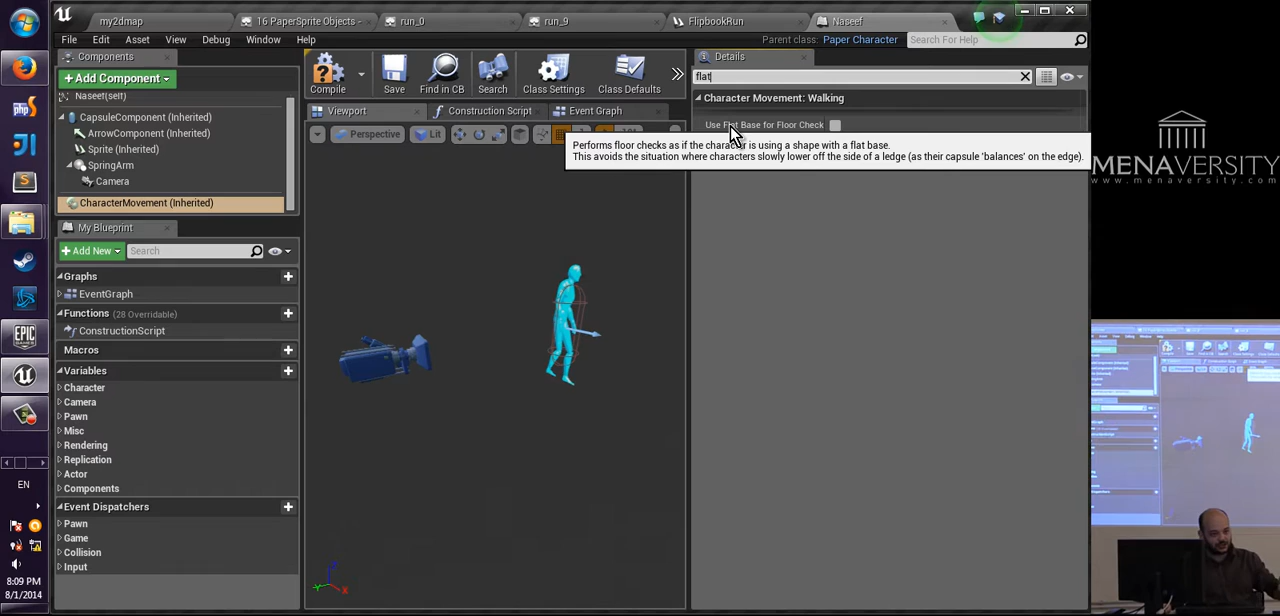 my2dmap
16 PaperSprite Objects
run_0
run_9
FlipbookRun
Naseef
File
Edit
Asset
View
Window
Debug
Help
Parent class:
Paper Character
Search For Help
Components
Add Component
Naseef(self)
CapsuleComponent (Inherited)
ArrowComponent (Inherited)
Sprite (Inherited)
SpringArm
Camera
CharacterMovement (Inherited)
My Blueprint
Add New
Search
Graphs
EventGraph
Functions (28 Overridable)
ConstructionScript
Macros
Variables
Character
Camera
Pawn
Misc
Rendering
Replication
Actor
Components
Event Dispatchers
Pawn
Game
Collision
Input
Compile
Save
Find in CB
Search
Class Settings
Class Defaults
Viewport
Construction Script
Event Graph
Perspective
Lit
Details
flat
Character Movement: Walking
Use Flat Base for Floor Check
Performs floor checks as if the character is using a shape with a flat base.
This avoids the situation where characters slowly lower off the side of a ledge (as their capsule 'balances' on the edge).
MENAVERSITY
www.menaversity.com
php
S
EPIC
GAMES
EN
8:09 PM
8/1/2014